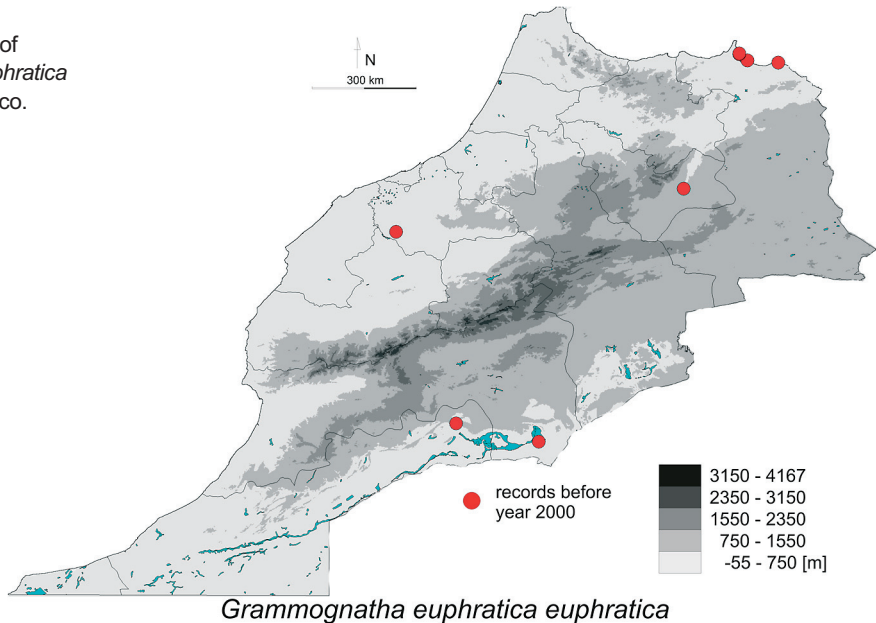 of
phratica
co.
N
300 km
records before
year 2000
3150 - 4167
2350 - 3150
1550 - 2350
750 - 1550
-55 - 750 [m]
Grammognatha euphratica euphratica